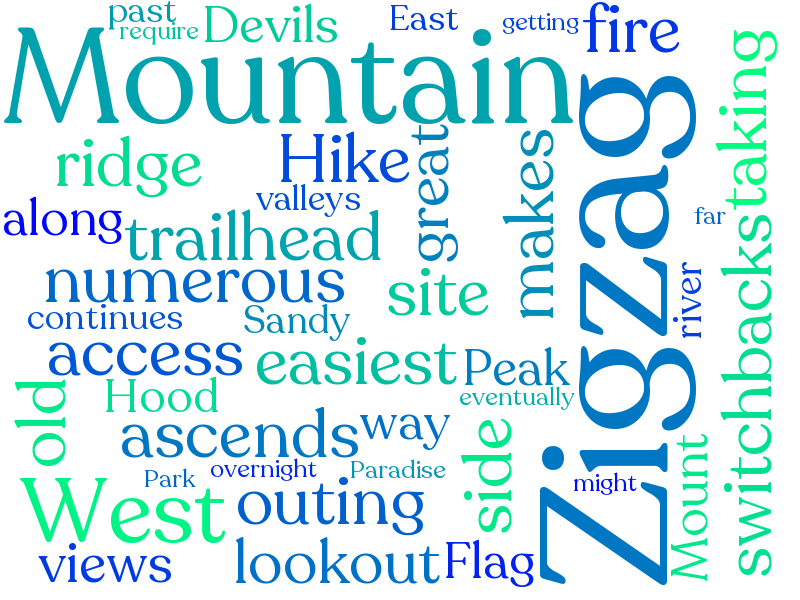 past
require
Devils
East
getting
fire
Mountain
ridge
Hike
great
makes
Zigzag
taking
valleys
along
trailhead
far
numerous
site
river
continues
Sandy
switchbacks
access
easiest
Peak
old
Hood
eventually
ascends
way
side
Mount
Park
overnight
Paradise
might
West
outing
views
lookout
Flag